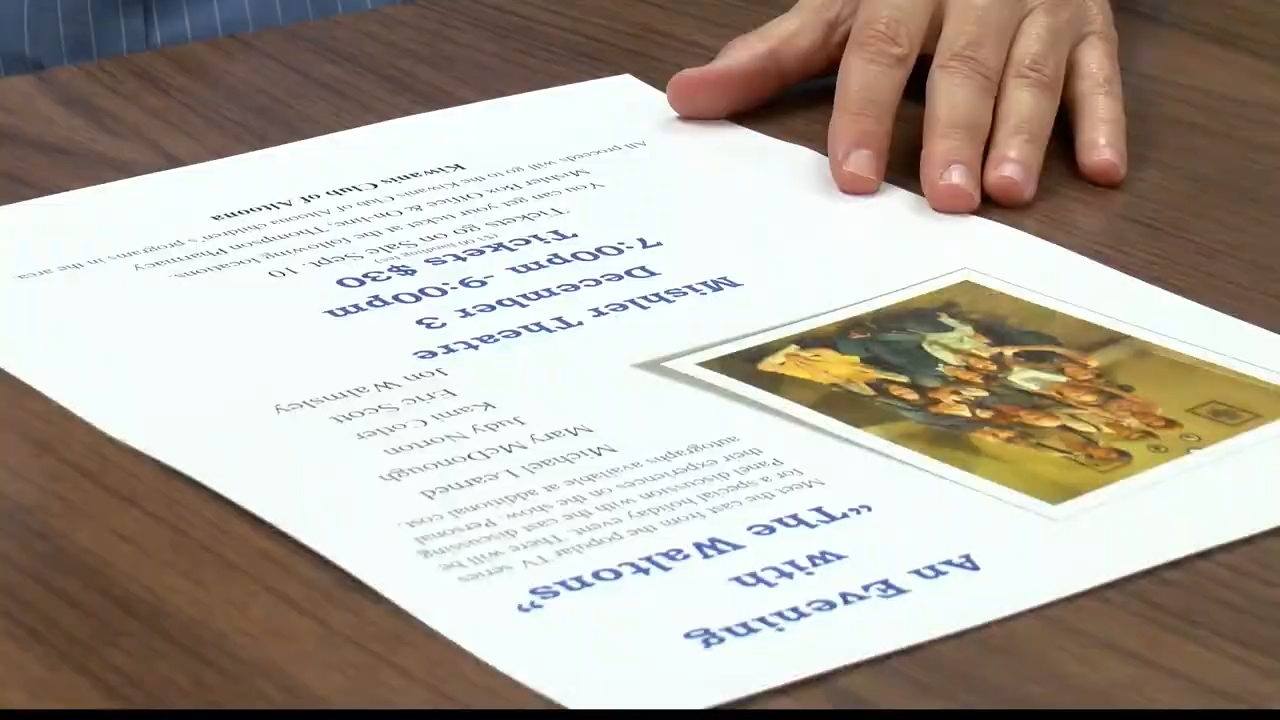 An Evening
with
“The Waltons”
Meet the cast from the popular TV series
for a special holiday event. There will be
Panel discussion with the cast discussing
their experiences on the show. Personal
autographs available at additional cost.
Michael Learned
Mary McDonough
Judy Norton
Kami Cotler
Eric Scott
Jon Walmsley
Mishler Theatre
December 3
7:00pm -9:00pm
Tickets $30
($1.00 handling fee)
Tickets go on Sale Sept. 10
You can get your ticket at the following locations.
Mishler Box Office & On-line, Thompson Pharmacy
Kiwanis Club of Altoona
All proceeds will go to the Kiwanis Club of Altoona children's programs in the area